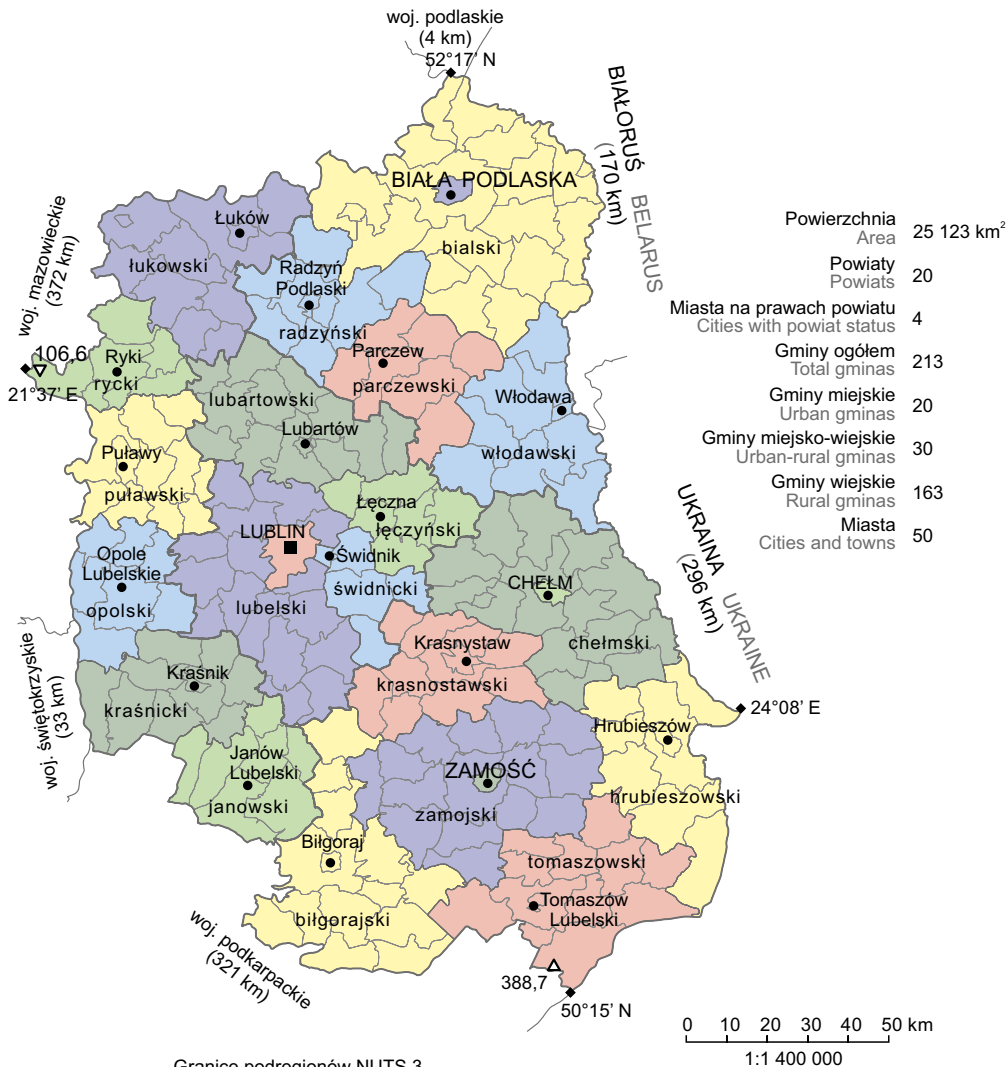 woj. podlaskie
(4 km)
52°17' N
BIAŁORUŚ
(170 km)
BELARUS
BIAŁA PODLASKA
bialski
Łuków
łukowski
woj. mazowieckie
(372 km)
Radzyń
Podlaski
radzyński
106,6
21°37' E
Ryki
rycki
Parczew
parczewski
lubartowski
Lubartów
Włodawa
włodawski
Puławy
puławski
Łęczna
łęczyński
LUBLIN
Świdnik
świdnicki
lubelski
Opole
Lubelskie
opolski
CHEŁM
chełmski
UKRAINA
(296 km)
UKRAINE
woj. świętokrzyskie
(33 km)
Kraśnik
kraśnicki
Krasnystaw
krasnostawski
24°08' E
Hrubieszów
hrubieszowski
Janów
Lubelski
janowski
ZAMOŚĆ
zamojski
Biłgoraj
biłgorajski
tomaszowski
Tomaszów
Lubelski
woj. podkarpackie
(321 km)
388,7
50°15' N
Powierzchnia
Area
25 123 km²
Powiaty
Powiats
20
Miasta na prawach powiatu
Cities with powiat status
4
Gminy ogółem
Total gminas
213
Gminy miejskie
Urban gminas
20
Gminy miejsko-wiejskie
Urban-rural gminas
30
Gminy wiejskie
Rural gminas
163
Miasta
Cities and towns
50
0 10 20 30 40 50 km
1:1 400 000
Granice podregionów NUTS 3